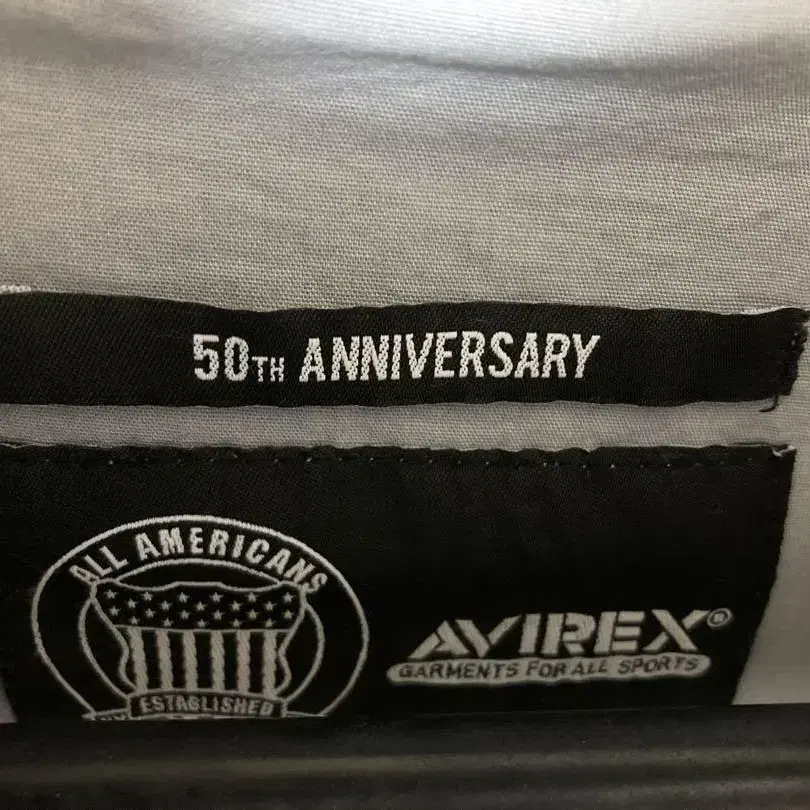 50TH ANNIVERSARY
ALL AMERICANS
ESTABLISHED
AVIREX®
GARMENTS FOR ALL SPORTS